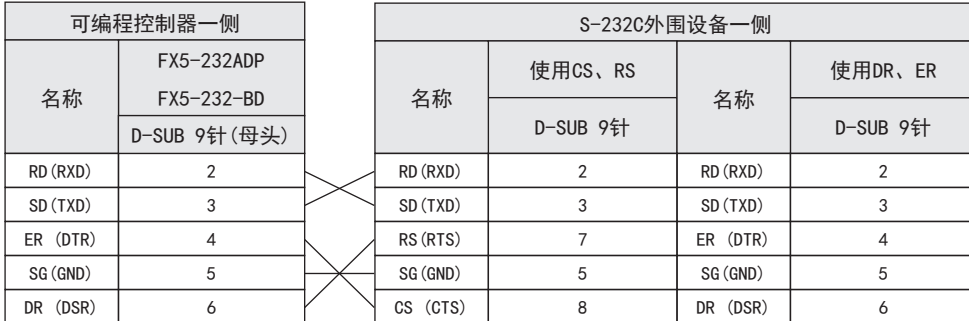 可编程控制器一侧
名称
FX5-232ADP
FX5-232-BD
D-SUB 9针(母头)
RD(RXD) 2
SD(TXD) 3
ER (DTR) 4
SG(GND) 5
DR (DSR) 6
S-232C外围设备一侧
名称 使用CS、RS 名称 使用DR、ER
D-SUB 9针 D-SUB 9针
RD(RXD) 2 RD(RXD) 2
SD(TXD) 3 SD(TXD) 3
RS(RTS) 7 ER (DTR) 4
SG(GND) 5 SG(GND) 5
CS (CTS) 8 DR (DSR) 6